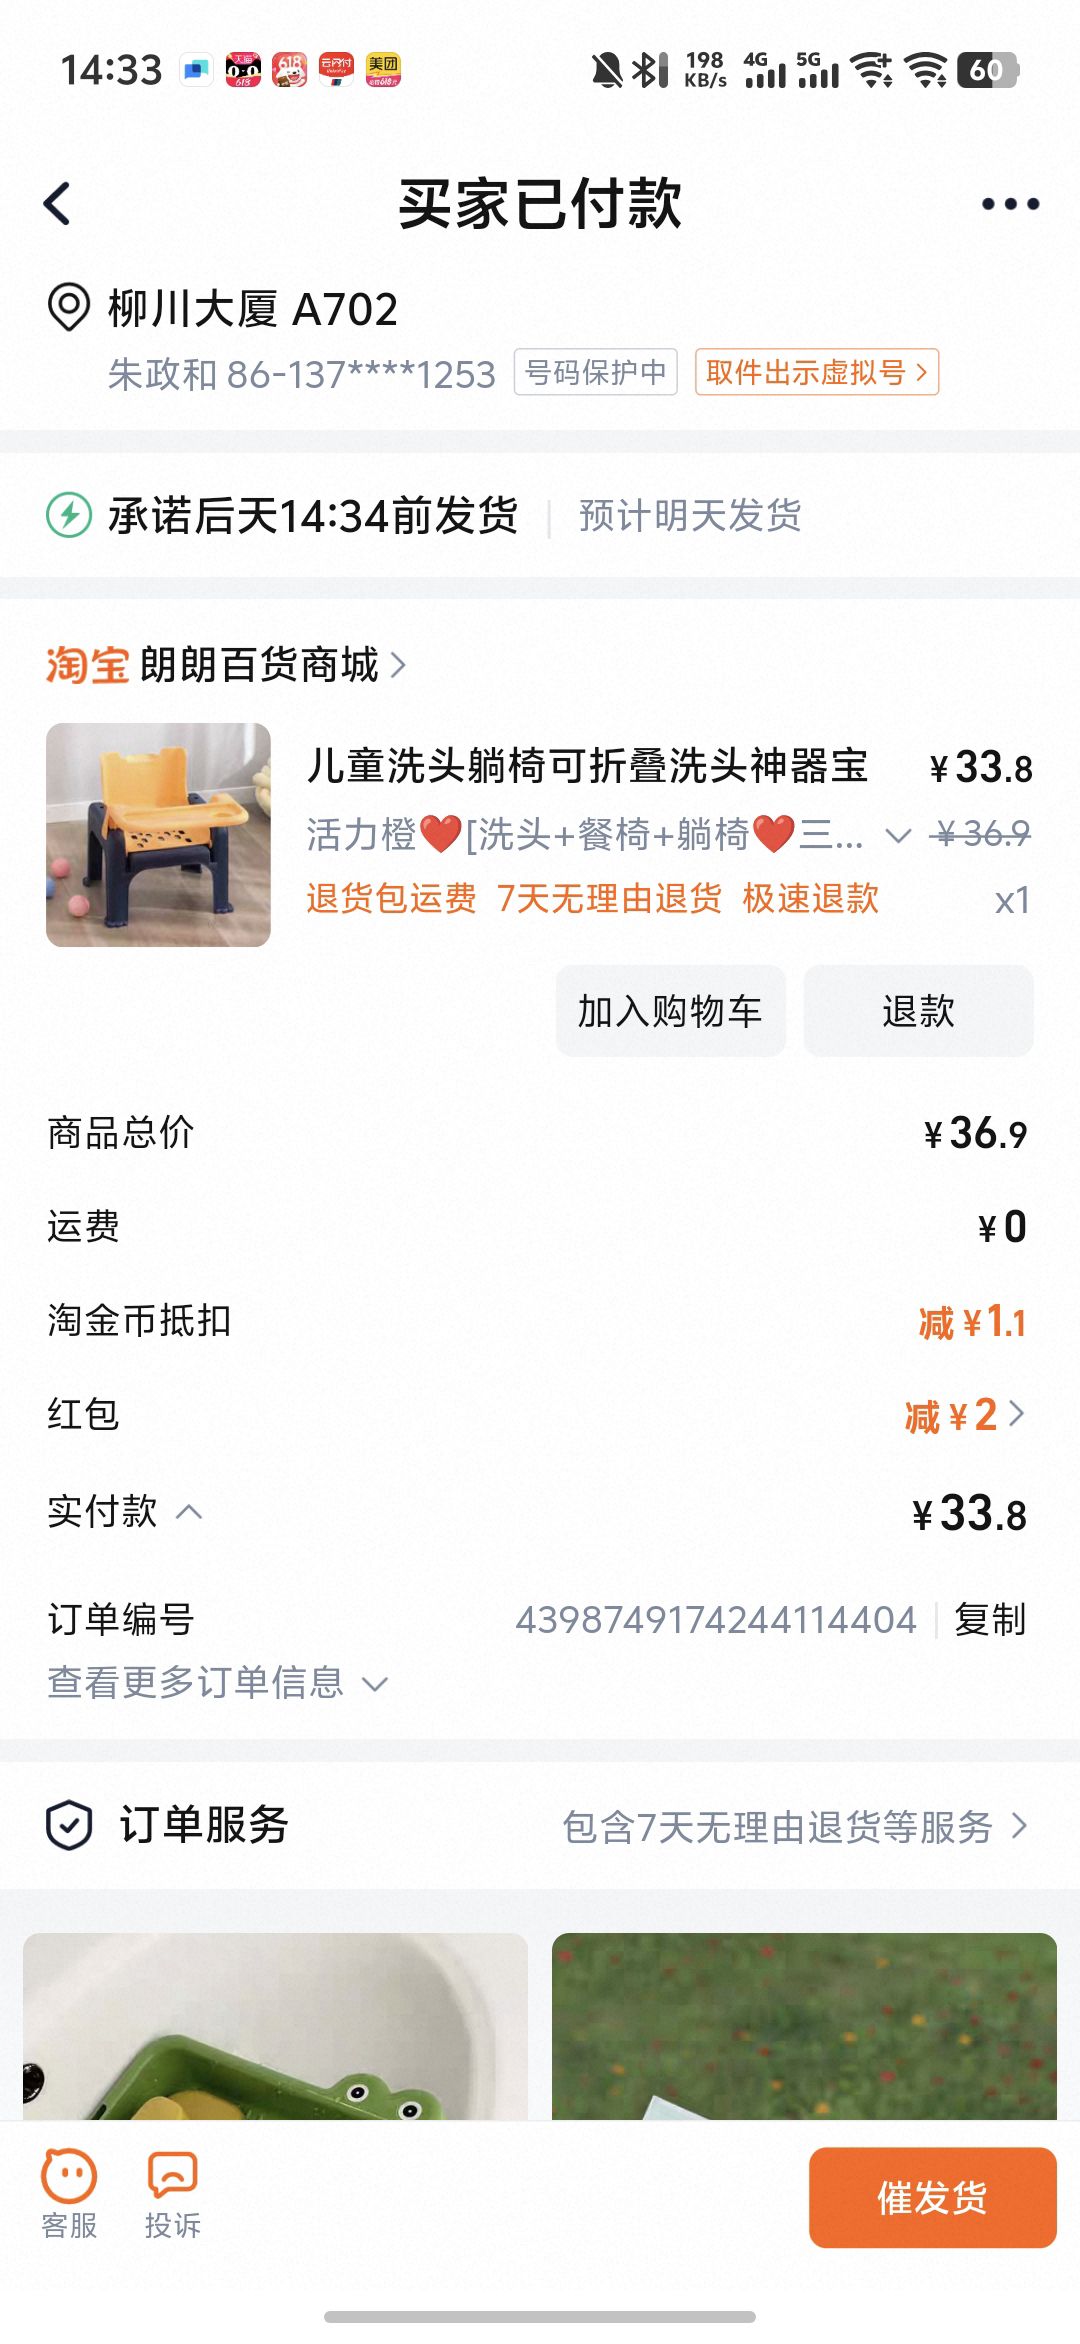 14:33
天猫
618
618
云闪付
美团
198
KB/s
4G
5G
60
买家已付款
柳川大厦 A702
朱政和 86-137****1253
号码保护中
取件出示虚拟号
承诺后天14:34前发货
预计明天发货
淘宝 朗朗百货商城
儿童洗头躺椅可折叠洗头神器宝
¥33.8
活力橙❤️[洗头+餐椅+躺椅❤️三...
¥36.9
退货包运费 7天无理由退货 极速退款
x1
加入购物车
退款
商品总价
¥36.9
运费
¥0
淘金币抵扣
减¥1.1
红包
减¥2
实付款
¥33.8
订单编号
4398749174244114404
复制
查看更多订单信息
订单服务
包含7天无理由退货等服务
客服
投诉
催发货